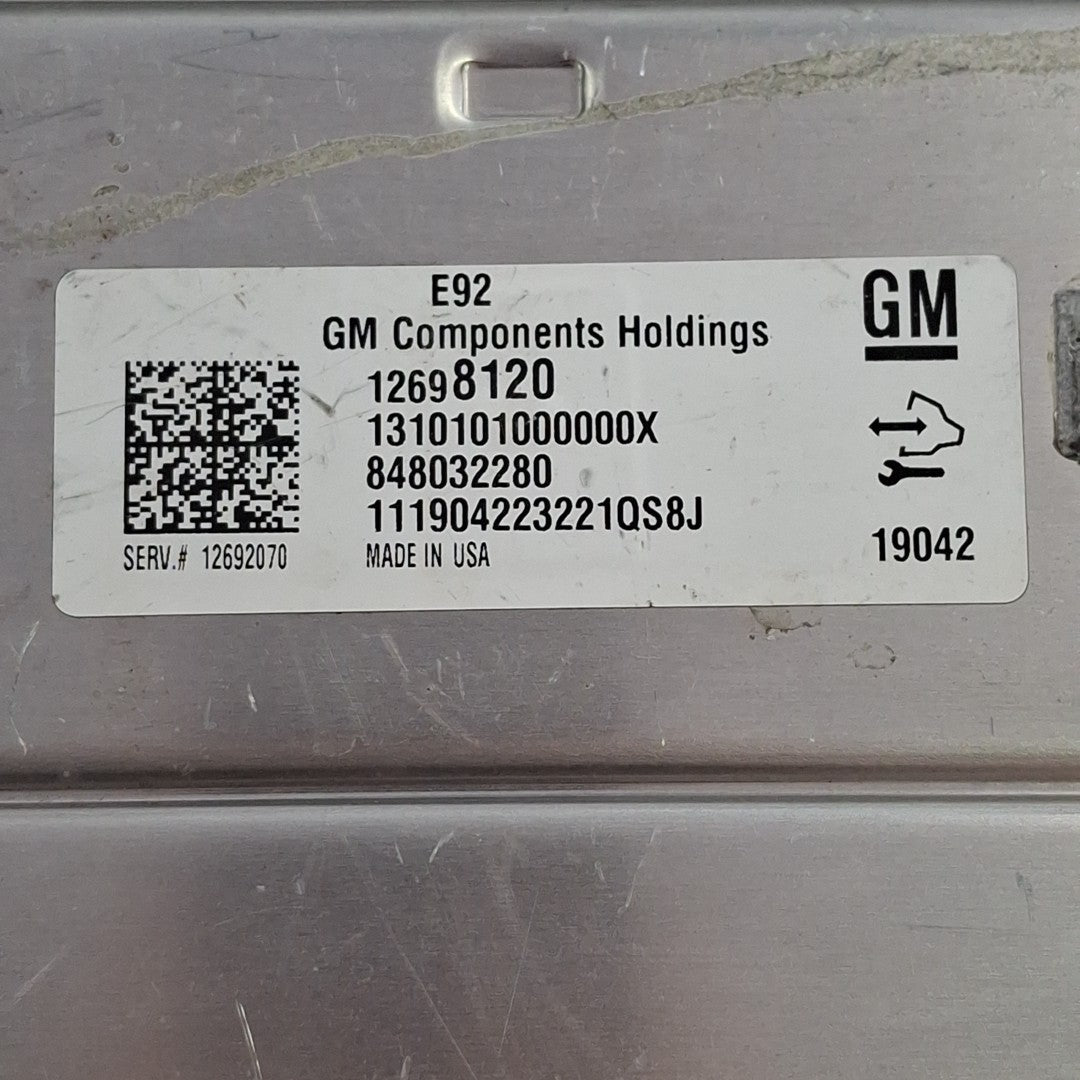 E92
GM
GM Components Holdings
12698120
1310101000000X
848032280
111904223221QS8J
SERV.# 12692070
MADE IN USA
19042